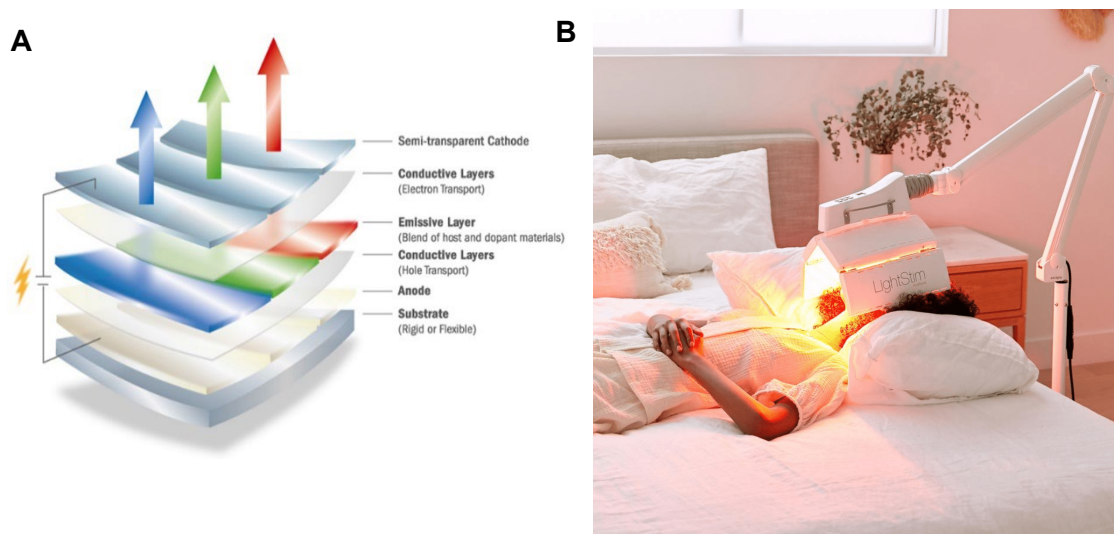 A
B
Semi-transparent Cathode
Conductive Layers
(Electron Transport)
Emissive Layer
(Blend of host and dopant materials)
Conductive Layers
(Hole Transport)
Anode
Substrate
(Rigid or Flexible)
LightStim